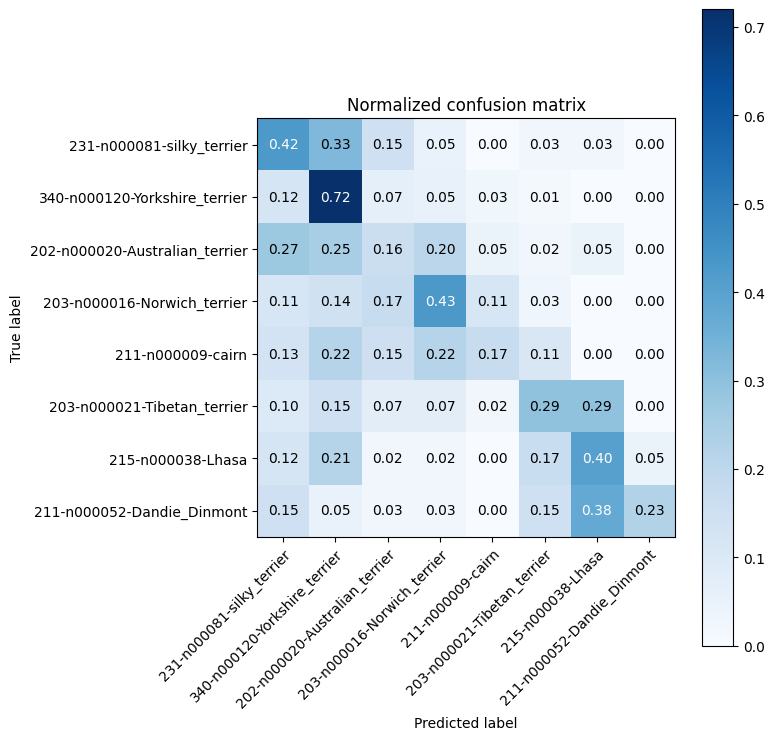 Normalized confusion matrix
True label
231-n000081-silky_terrier 0.42 0.33 0.15 0.05 0.00 0.03 0.03 0.00
340-n000120-Yorkshire_terrier 0.12 0.72 0.07 0.05 0.03 0.01 0.00 0.00
202-n000020-Australian_terrier 0.27 0.25 0.16 0.20 0.05 0.02 0.05 0.00
203-n000016-Norwich_terrier 0.11 0.14 0.17 0.43 0.11 0.03 0.00 0.00
211-n000009-cairn 0.13 0.22 0.15 0.22 0.17 0.11 0.00 0.00
203-n000021-Tibetan_terrier 0.10 0.15 0.07 0.07 0.02 0.29 0.29 0.00
215-n000038-Lhasa 0.12 0.21 0.02 0.02 0.00 0.17 0.40 0.05
211-n000052-Dandie_Dinmont 0.15 0.05 0.03 0.03 0.00 0.15 0.38 0.23
231-n000081-silky_terrier
340-n000120-Yorkshire_terrier
202-n000020-Australian_terrier
203-n000016-Norwich_terrier
211-n000009-cairn
203-n000021-Tibetan_terrier
215-n000038-Lhasa
211-n000052-Dandie_Dinmont
Predicted label
0.7
0.6
0.5
0.4
0.3
0.2
0.1
0.0